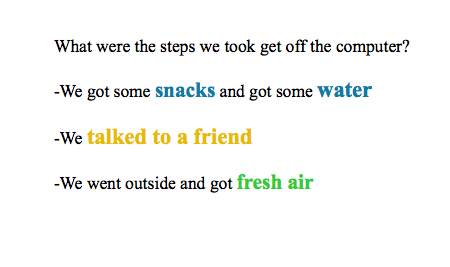 What were the steps we took get off the computer?
-We got some snacks and got some water
-We talked to a friend
-We went outside and got fresh air